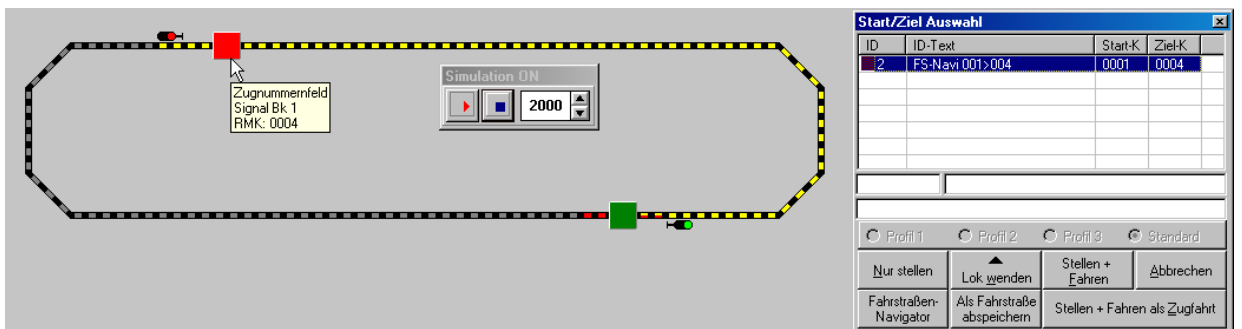 Start/Ziel Auswahl
ID ID-Text Start-K Ziel-K
2 FS-Navi 001>004 0001 0004
Simulation ON
2000
Zugnummernfeld
Signal Bk 1
RMK: 0004
Profil 1 Profil 2 Profil 3 Standard
Nur stellen
Lok wenden
Stellen +
Fahren
Abbrechen
Fahrstraßen-
Navigator
Als Fahrstraße
abspeichern
Stellen + Fahren als Zugfahrt